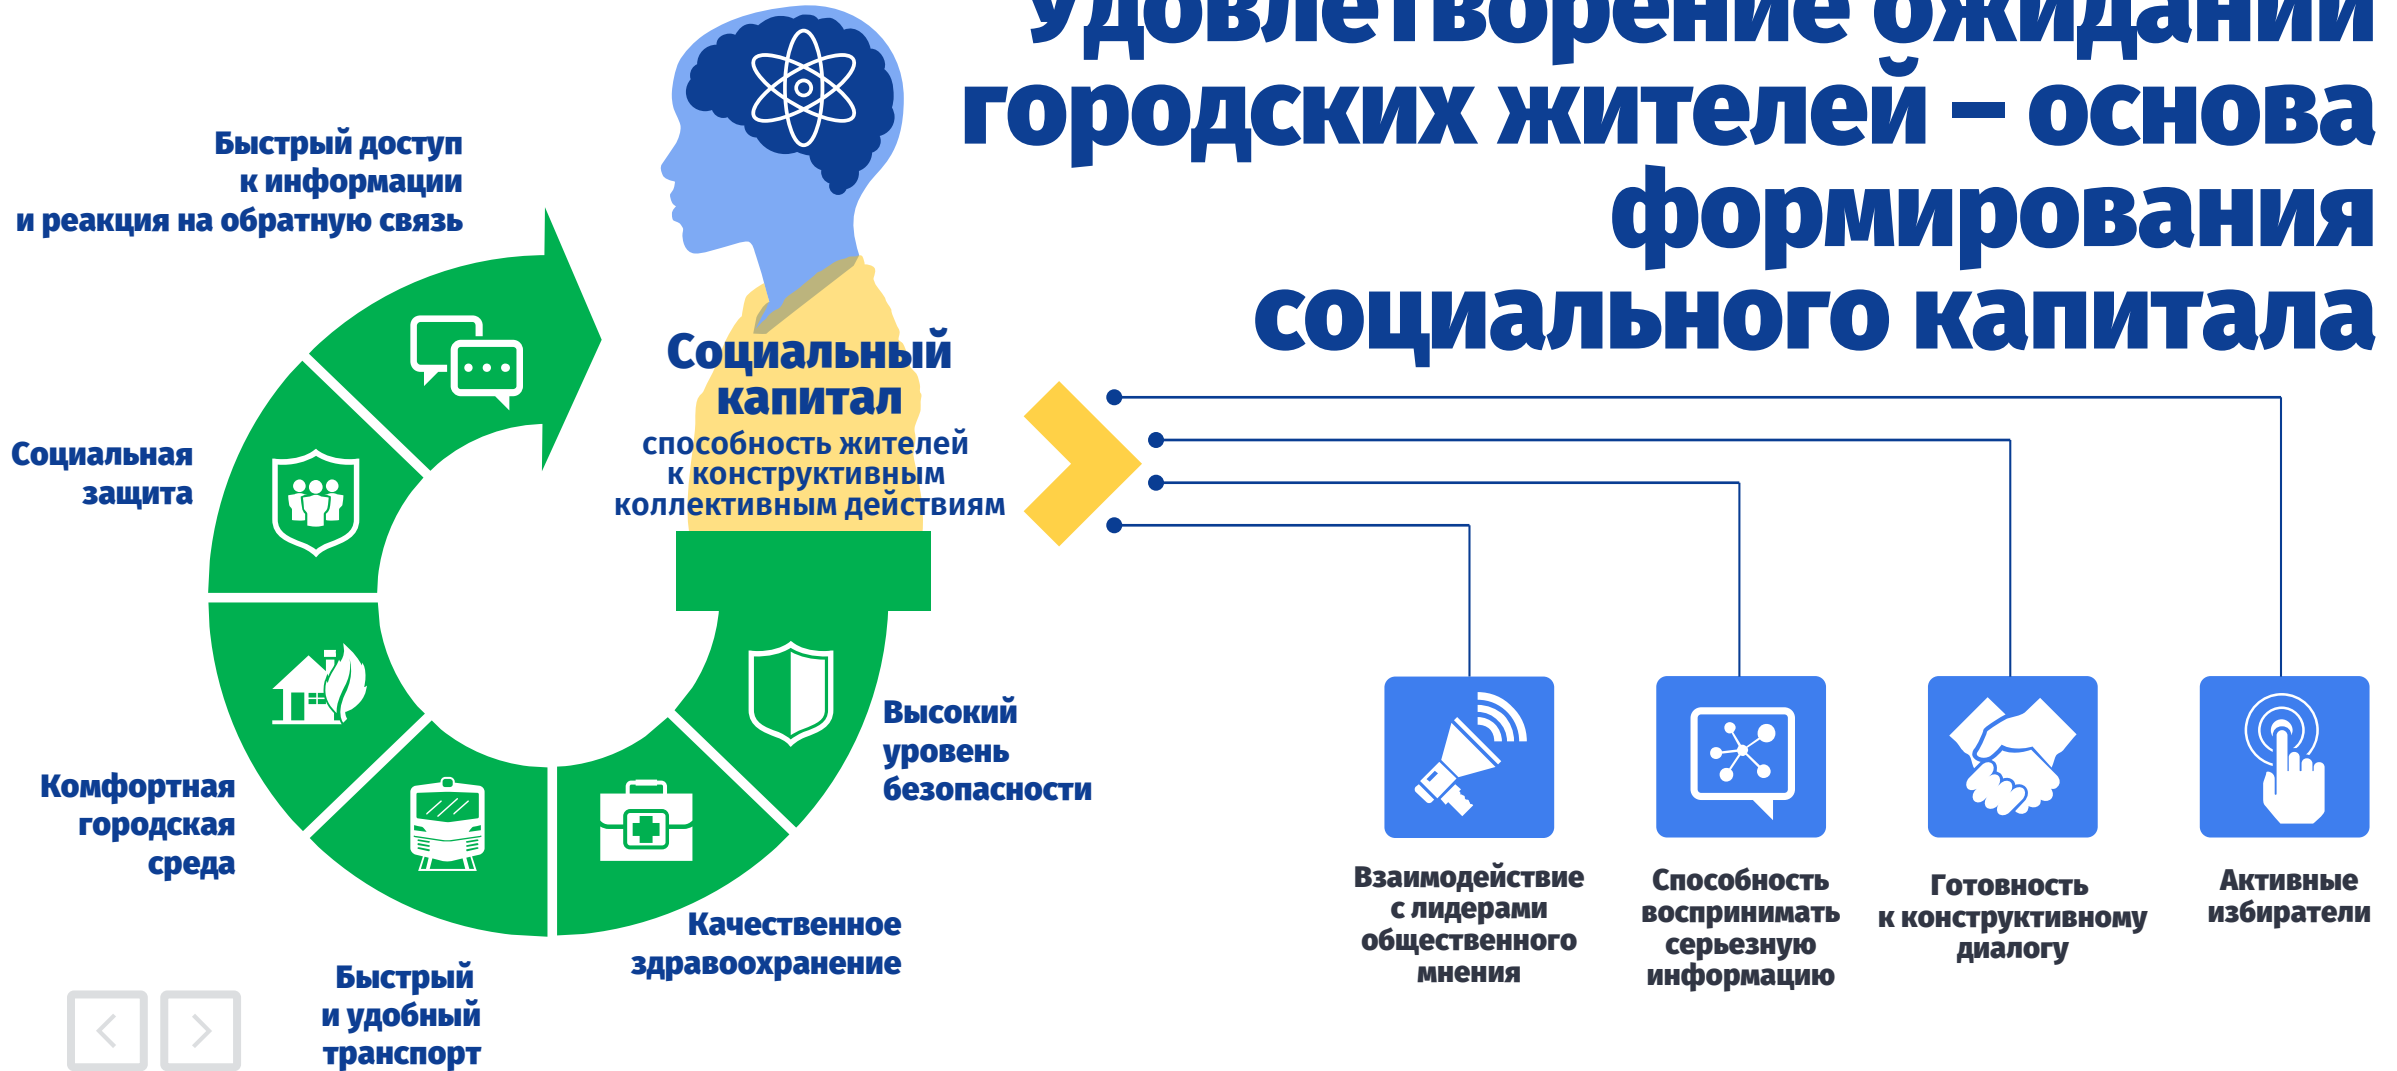 Удовлетворение ожиданий
городских жителей – основа
формирования
социального капитала
Быстрый доступ
к информации
и реакция на обратную связь
Социальная
защита
Комфортная
городская
среда
Быстрый
и удобный
транспорт
Качественное
здравоохранение
Высокий
уровень
безопасности
Социальный
капитал
способность жителей
к конструктивным
коллективным действиям
Взаимодействие
с лидерами
общественного
мнения
Способность
воспринимать
серьезную
информацию
Готовность
к конструктивному
диалогу
Активные
избиратели